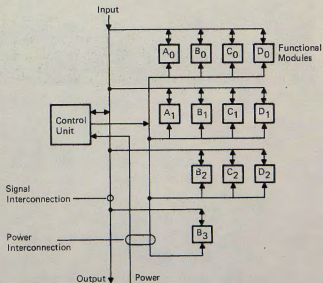 Input
A0 B0 C0 D0
Functional
Modules
A1 B1 C1 D1
Control
Unit
B2 C2 D2
Signal
Interconnection
B3
Power
Interconnection
Output Power